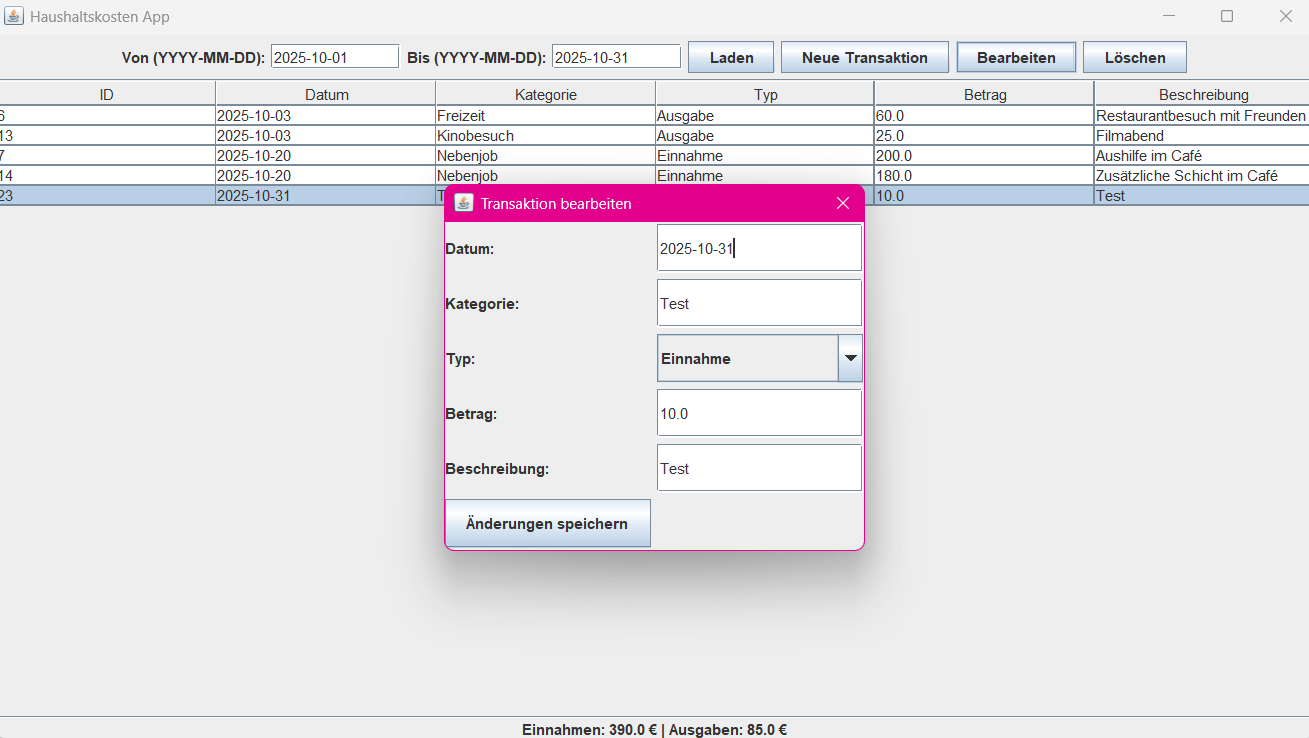 Haushaltskosten App
Von (YYYY-MM-DD): 2025-10-01 Bis (YYYY-MM-DD): 2025-10-31 Laden Neue Transaktion Bearbeiten Löschen
ID Datum Kategorie Typ Betrag Beschreibung
6 2025-10-03 Freizeit Ausgabe 60.0 Restaurantbesuch mit Freunden
13 2025-10-03 Kinobesuch Ausgabe 25.0 Filmabend
7 2025-10-20 Nebenjob Einnahme 200.0 Aushilfe im Café
14 2025-10-20 Nebenjob Einnahme 180.0 Zusätzliche Schicht im Café
23 2025-10-31 T 10.0 Test
Transaktion bearbeiten
Datum: 2025-10-31
Kategorie: Test
Typ: Einnahme
Betrag: 10.0
Beschreibung: Test
Änderungen speichern
Einnahmen: 390.0 € | Ausgaben: 85.0 €